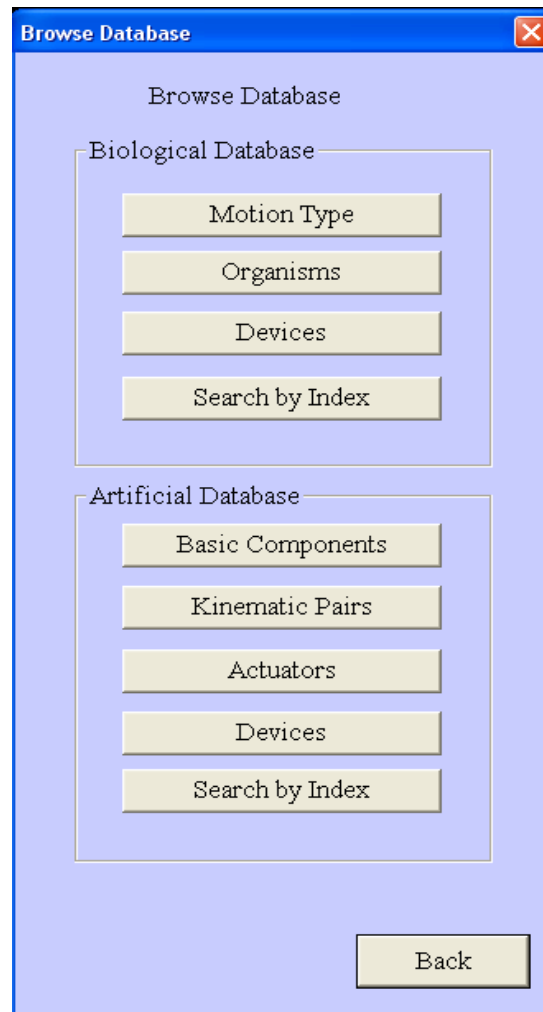 Browse Database
Browse Database
Biological Database
Motion Type
Organisms
Devices
Search by Index
Artificial Database
Basic Components
Kinematic Pairs
Actuators
Devices
Search by Index
Back